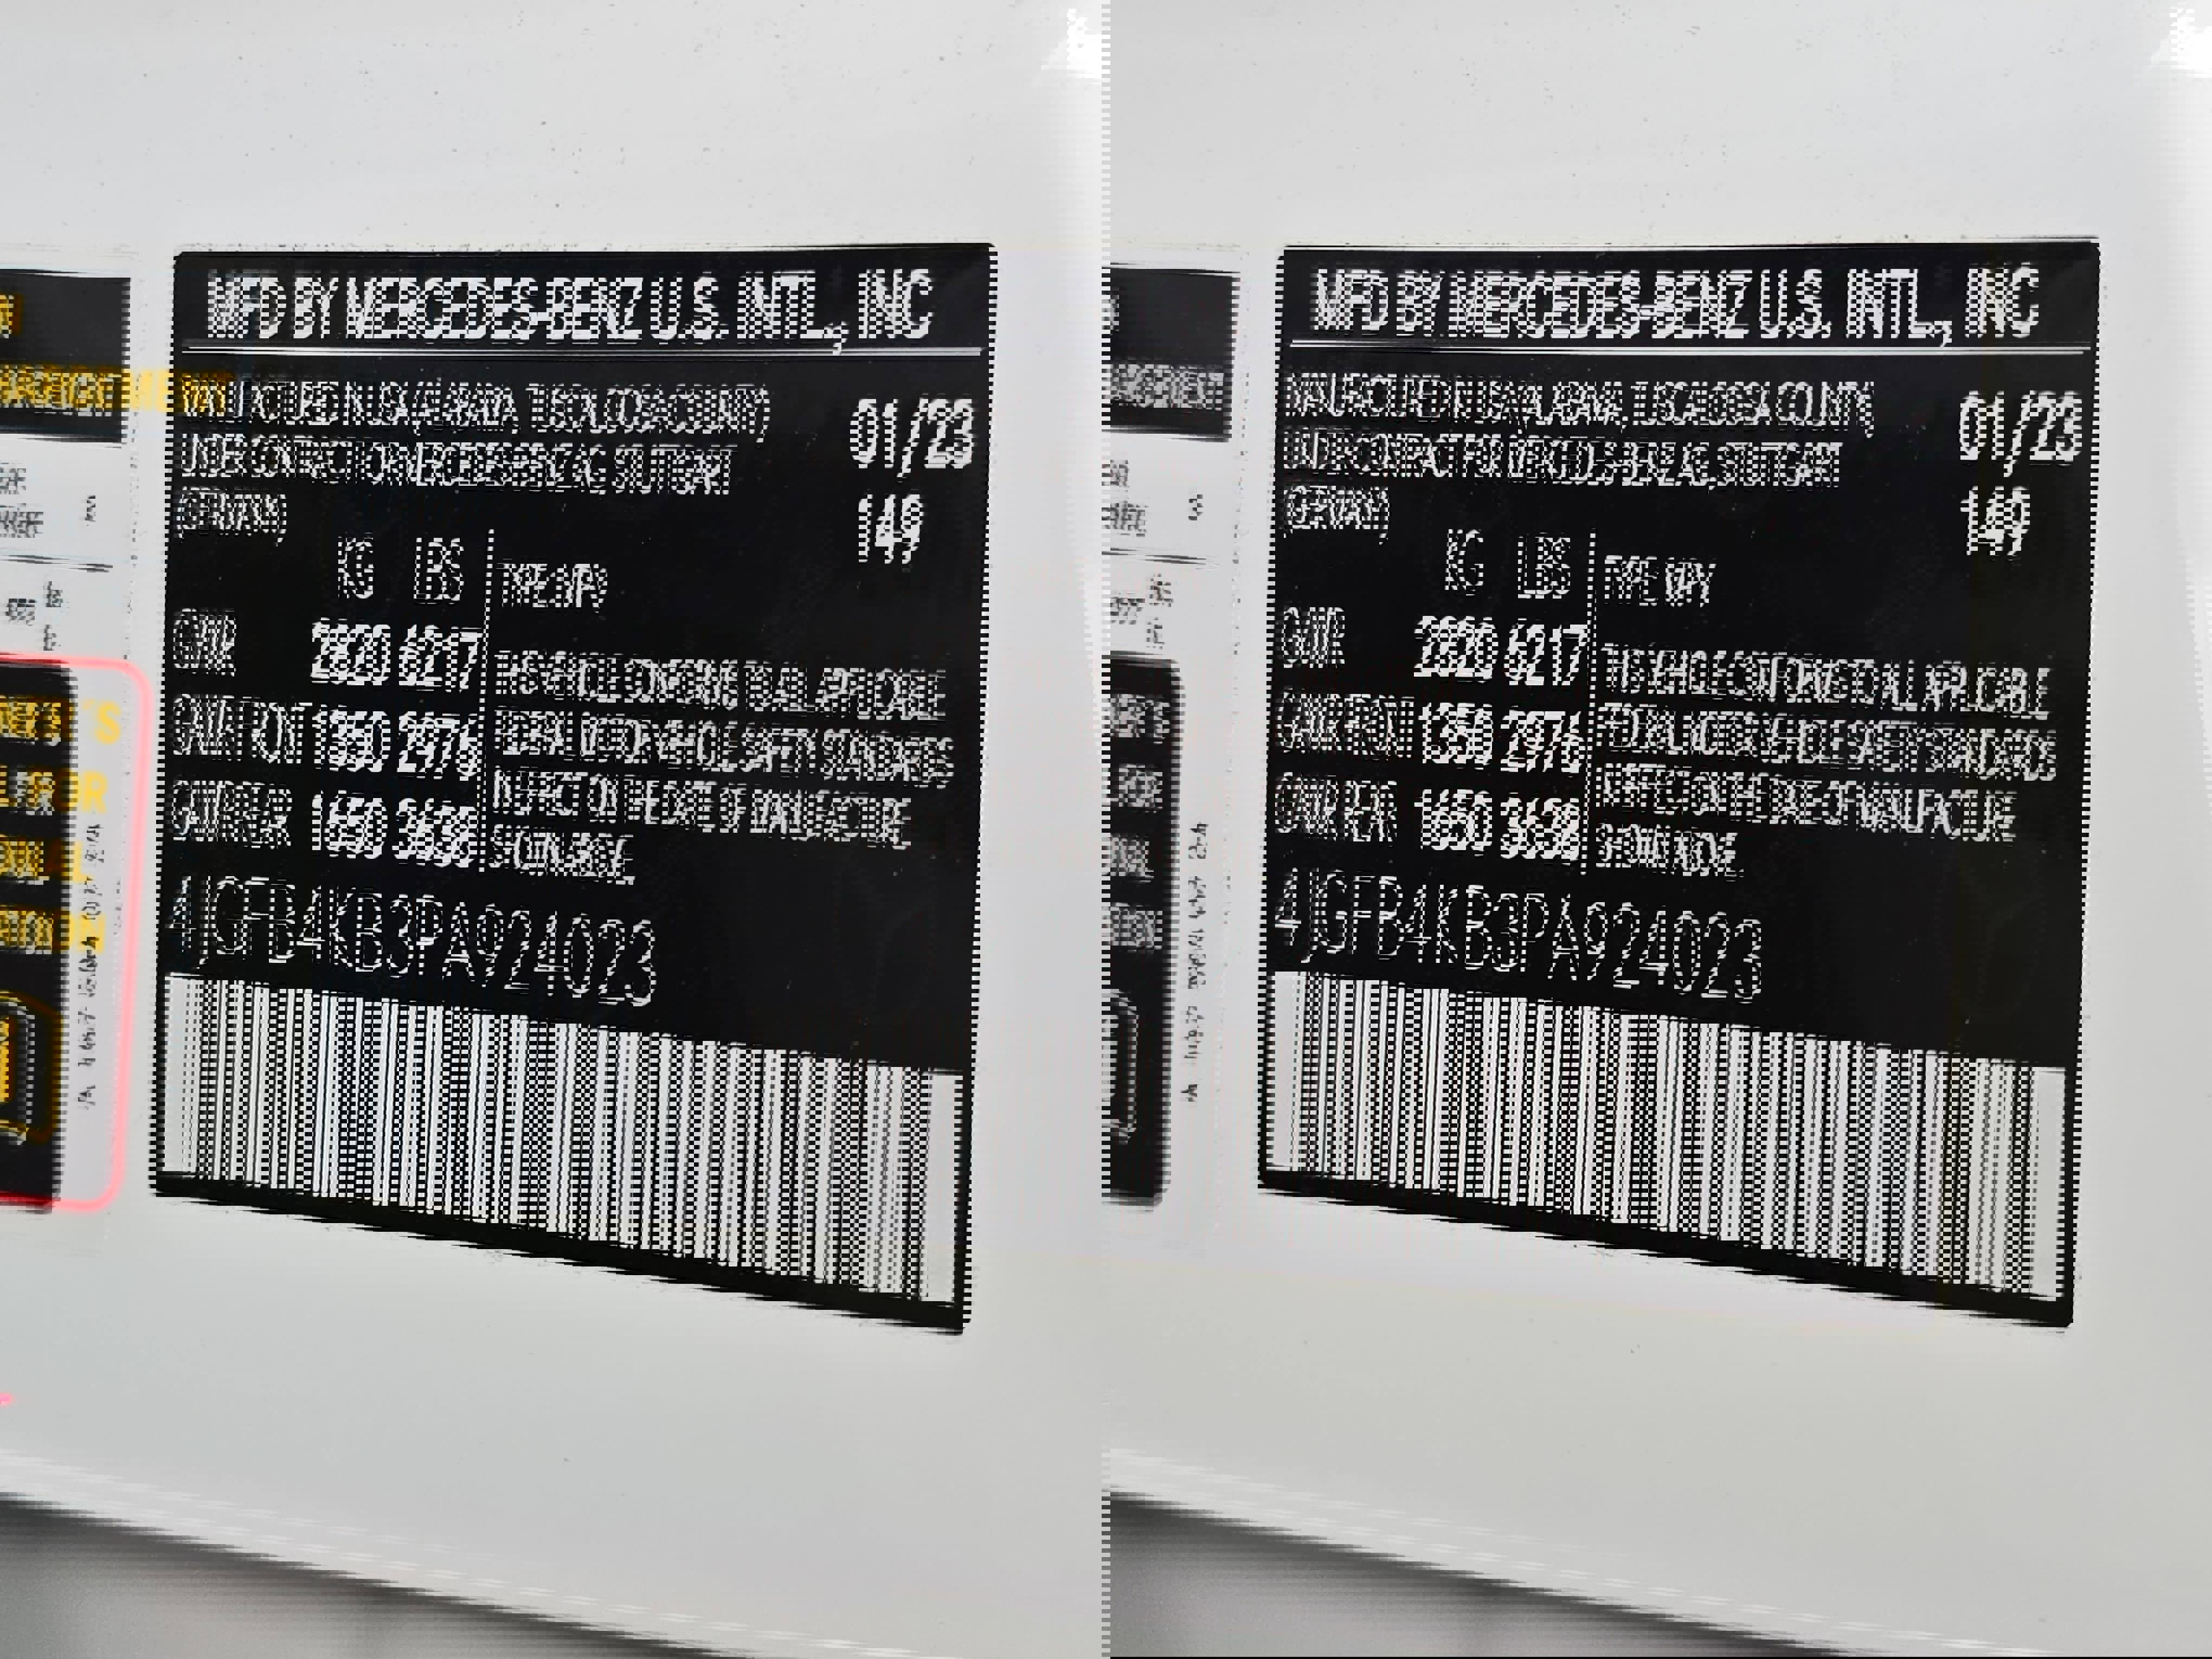 MFD BY MERCEDES-BENZ U.S. INTL., INC
MANUFACTURED IN USA (ALABAMA, TUSCALOOSA COUNTY)
UNDER CONTRACT FOR MERCEDES-BENZ AG, STUTTGART
(GERMANY)
01/23
149
KG LBS
GVWR 2820 6217
GAWR FRONT 1350 2976
GAWR REAR 1650 3638
TYPE: MPV
THIS VEHICLE CONFORMS TO ALL APPLICABLE
FEDERAL MOTOR VEHICLE SAFETY STANDARDS
IN EFFECT ON THE DATE OF MANUFACTURE
SHOWN ABOVE.
4JGFB4KB3PA924023
MFD BY MERCEDES-BENZ U.S. INTL., INC
MANUFACTURED IN USA (ALABAMA, TUSCALOOSA COUNTY)
UNDER CONTRACT FOR MERCEDES-BENZ AG, STUTTGART
(GERMANY)
01/23
149
KG LBS
GVWR 2820 6217
GAWR FRONT 1350 2976
GAWR REAR 1650 3638
TYPE: MPV
THIS VEHICLE CONFORMS TO ALL APPLICABLE
FEDERAL MOTOR VEHICLE SAFETY STANDARDS
IN EFFECT ON THE DATE OF MANUFACTURE
SHOWN ABOVE.
4JGFB4KB3PA924023